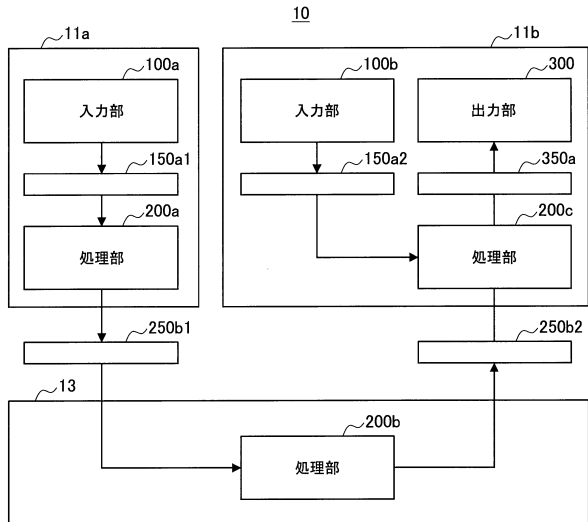 10
11a
11b
100a
入力部
100b
入力部
300
出力部
150a1
150a2
350a
200a
処理部
200c
処理部
250b1
250b2
13
200b
処理部